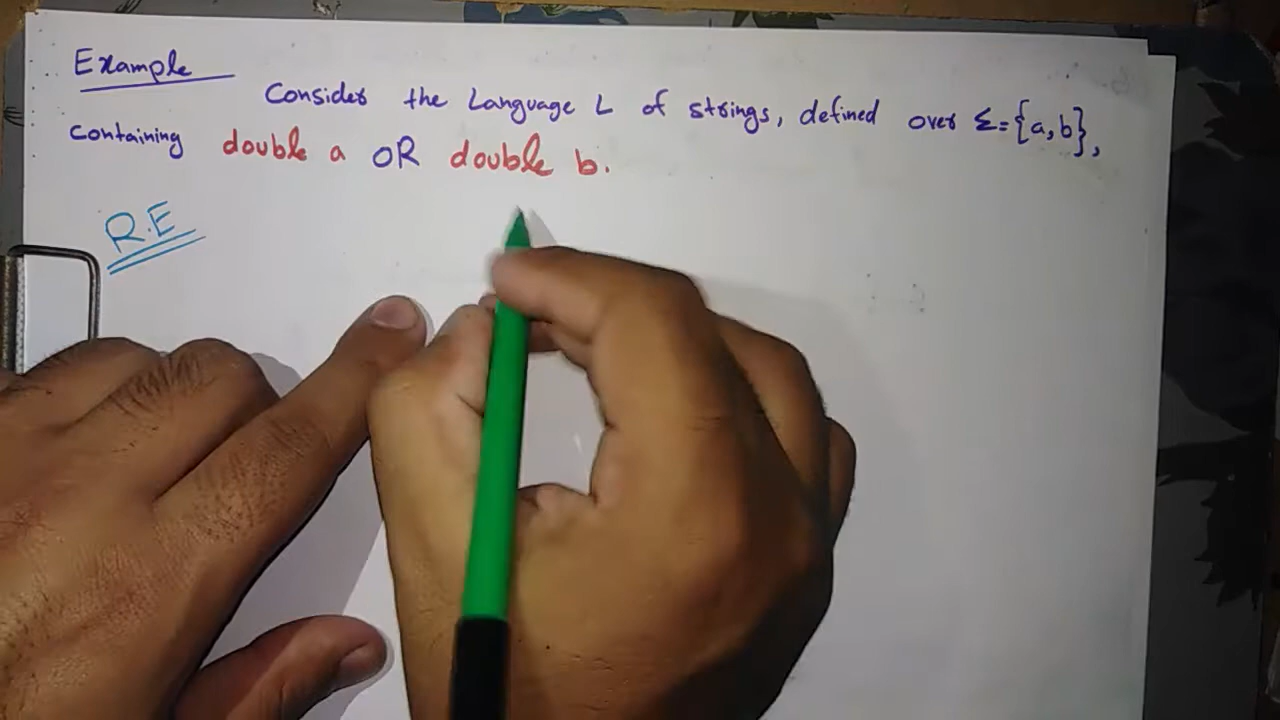 Example
Consider the Language L of strings, defined over Σ={a,b},
Containing double a OR double b.
R.E